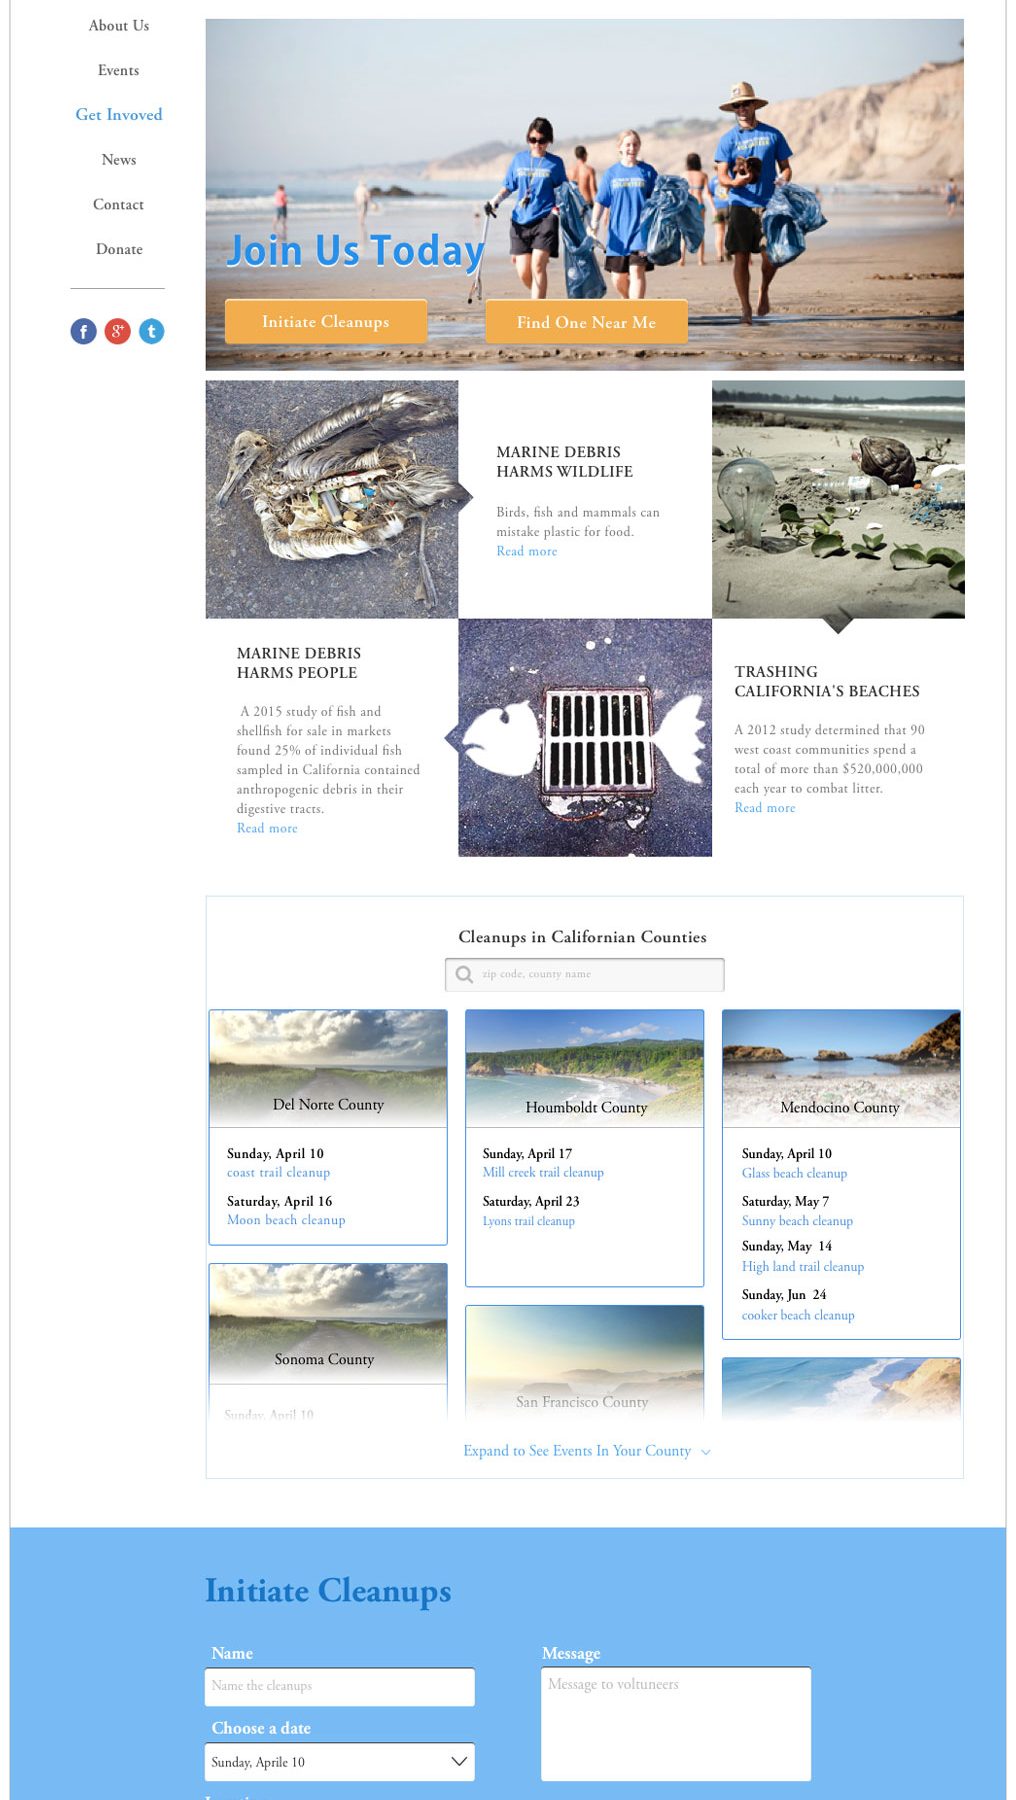 About Us
Events
Get Invoved
News
Contact
Donate
f
g+
t
Join Us Today
Initiate Cleanups
Find One Near Me
MARINE DEBRIS
HARMS WILDLIFE
Birds, fish and mammals can
mistake plastic for food.
Read more
MARINE DEBRIS
HARMS PEOPLE
A 2015 study of fish and
shellfish for sale in markets
found 25% of individual fish
sampled in California contained
anthropogenic debris in their
digestive tracts.
Read more
TRASHING
CALIFORNIA'S BEACHES
A 2012 study determined that 90
west coast communities spend a
total of more than $520,000,000
each year to combat litter.
Read more
Cleanups in Californian Counties
zip code, county name
Del Norte County
Sunday, April 10
coast trail cleanup
Saturday, April 16
Moon beach cleanup
Houmboldt County
Sunday, April 17
Mill creek trail cleanup
Saturday, April 23
Lyons trail cleanup
Mendocino County
Sunday, April 10
Glass beach cleanup
Saturday, May 7
Sunny beach cleanup
Sunday, May 14
High land trail cleanup
Sunday, Jun 24
cooker beach cleanup
Sonoma County
Sunday, April 10
San Francisco County
Expand to See Events In Your County
Initiate Cleanups
Name
Name the cleanups
Choose a date
Sunday, Aprile 10
Message
Message to voltuneers